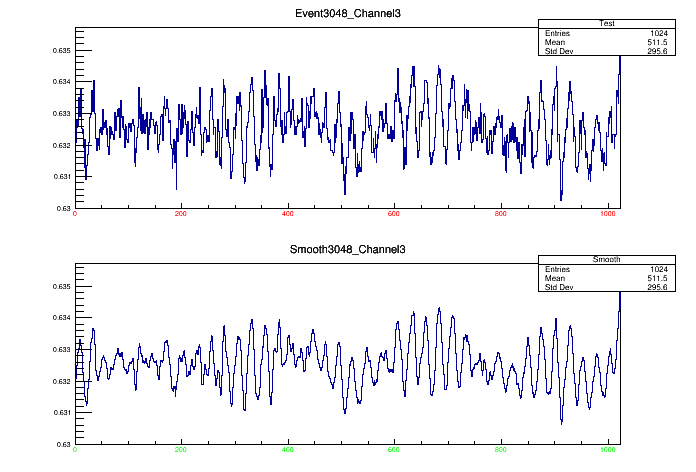 Event3048_Channel3
Test
Entries 1024
Mean 511.5
Std Dev 295.6
0.635
0.634
0.633
0.632
0.631
0.63
0 200 400 600 800 1000
Smooth3048_Channel3
Smooth
Entries 1024
Mean 511.5
Std Dev 295.6
0.635
0.634
0.633
0.632
0.631
0.63
0 200 400 600 800 1000